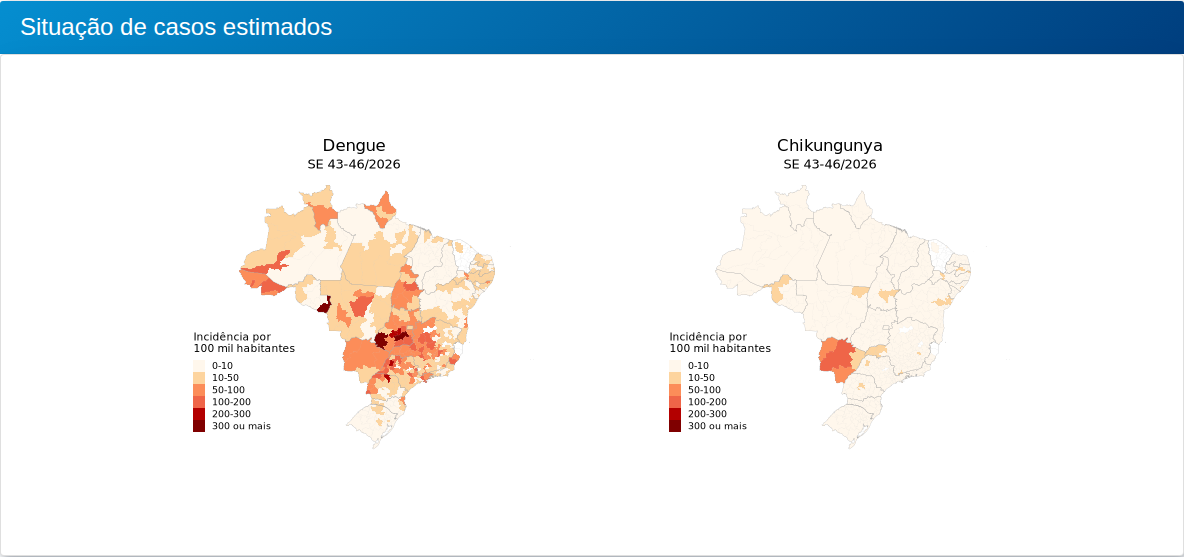 Situação de casos estimados
Dengue
SE 43-46/2026
Incidência por
100 mil habitantes
0-10
10-50
50-100
100-200
200-300
300 ou mais
Chikungunya
SE 43-46/2026
Incidência por
100 mil habitantes
0-10
10-50
50-100
100-200
200-300
300 ou mais